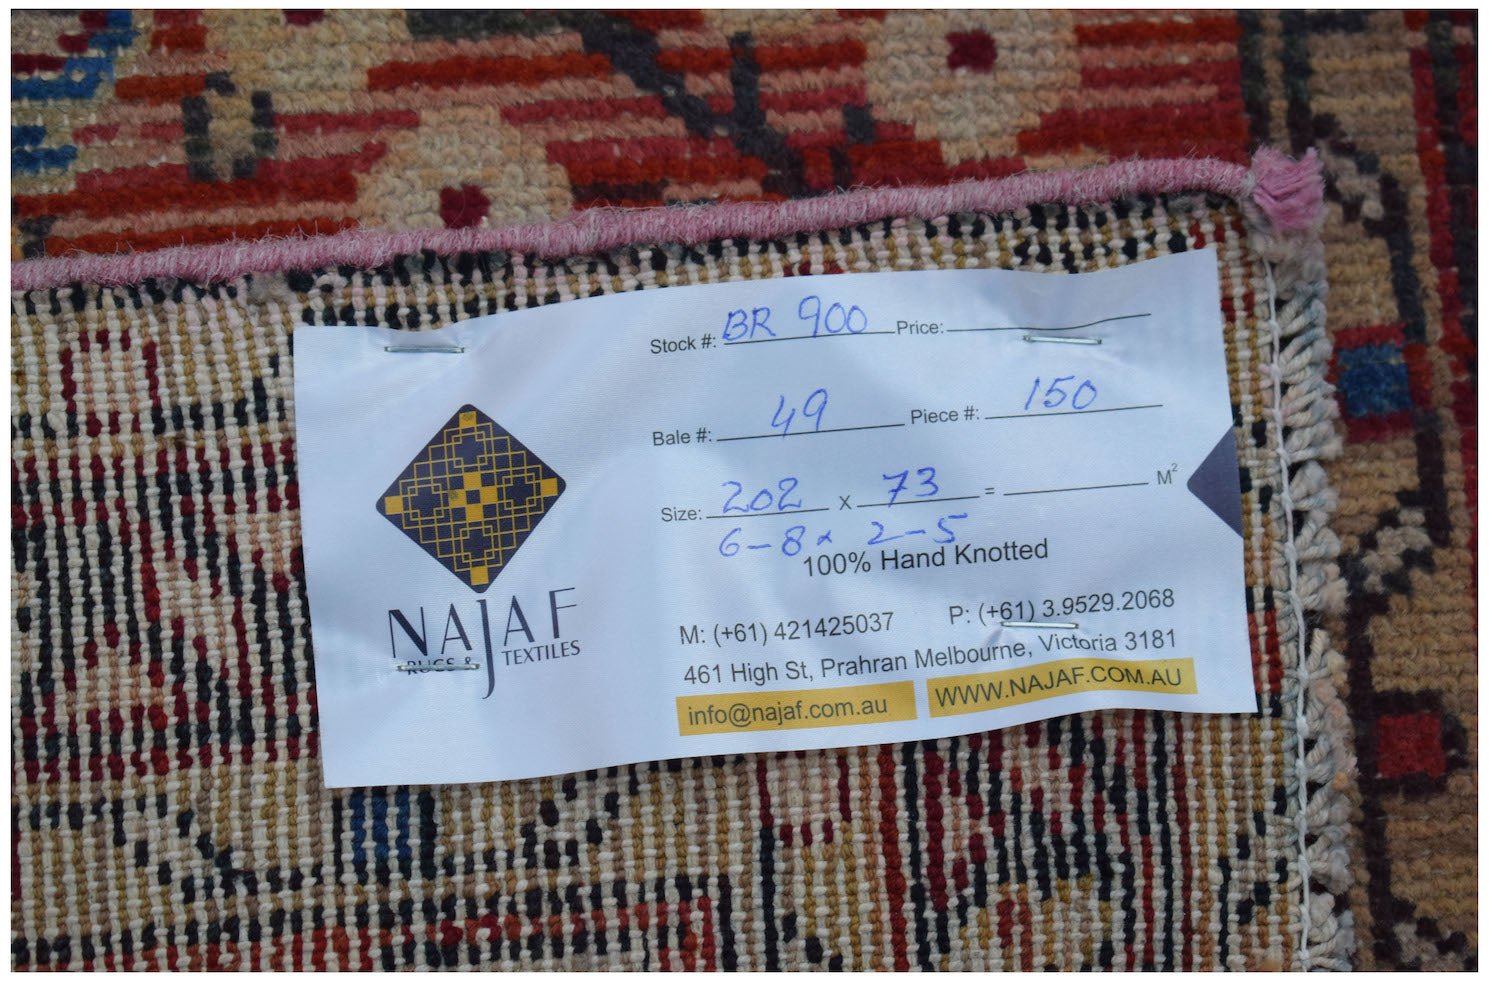 Stock #: BR 900 Price:
Bale #: 49 Piece #: 150
Size: 202 x 73 = M²
6-8 x 2-5
100% Hand Knotted
NAJAF
RUGS & TEXTILES
M: (+61) 421425037 P: (+61) 3.9529.2068
461 High St, Prahran Melbourne, Victoria 3181
info@najaf.com.au WWW.NAJAF.COM.AU